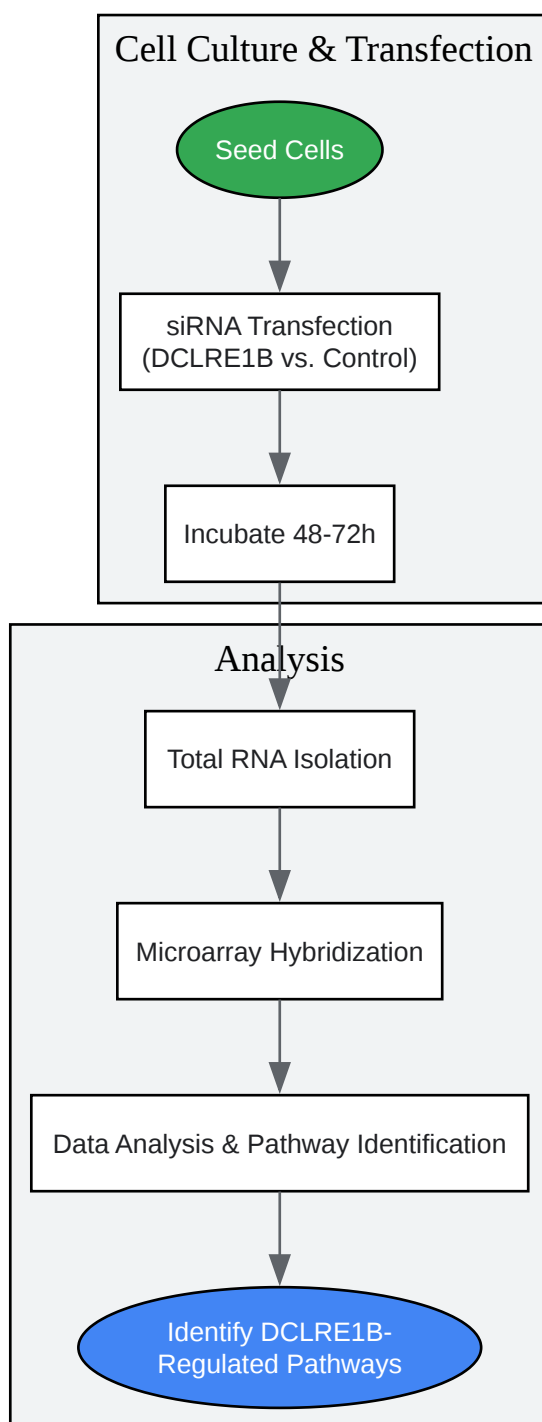 Cell Culture & Transfection
Seed Cells
siRNA Transfection
(DCLRE1B vs. Control)
Incubate 48-72h
Analysis
Total RNA Isolation
Microarray Hybridization
Data Analysis & Pathway Identification
Identify DCLRE1B-
Regulated Pathways